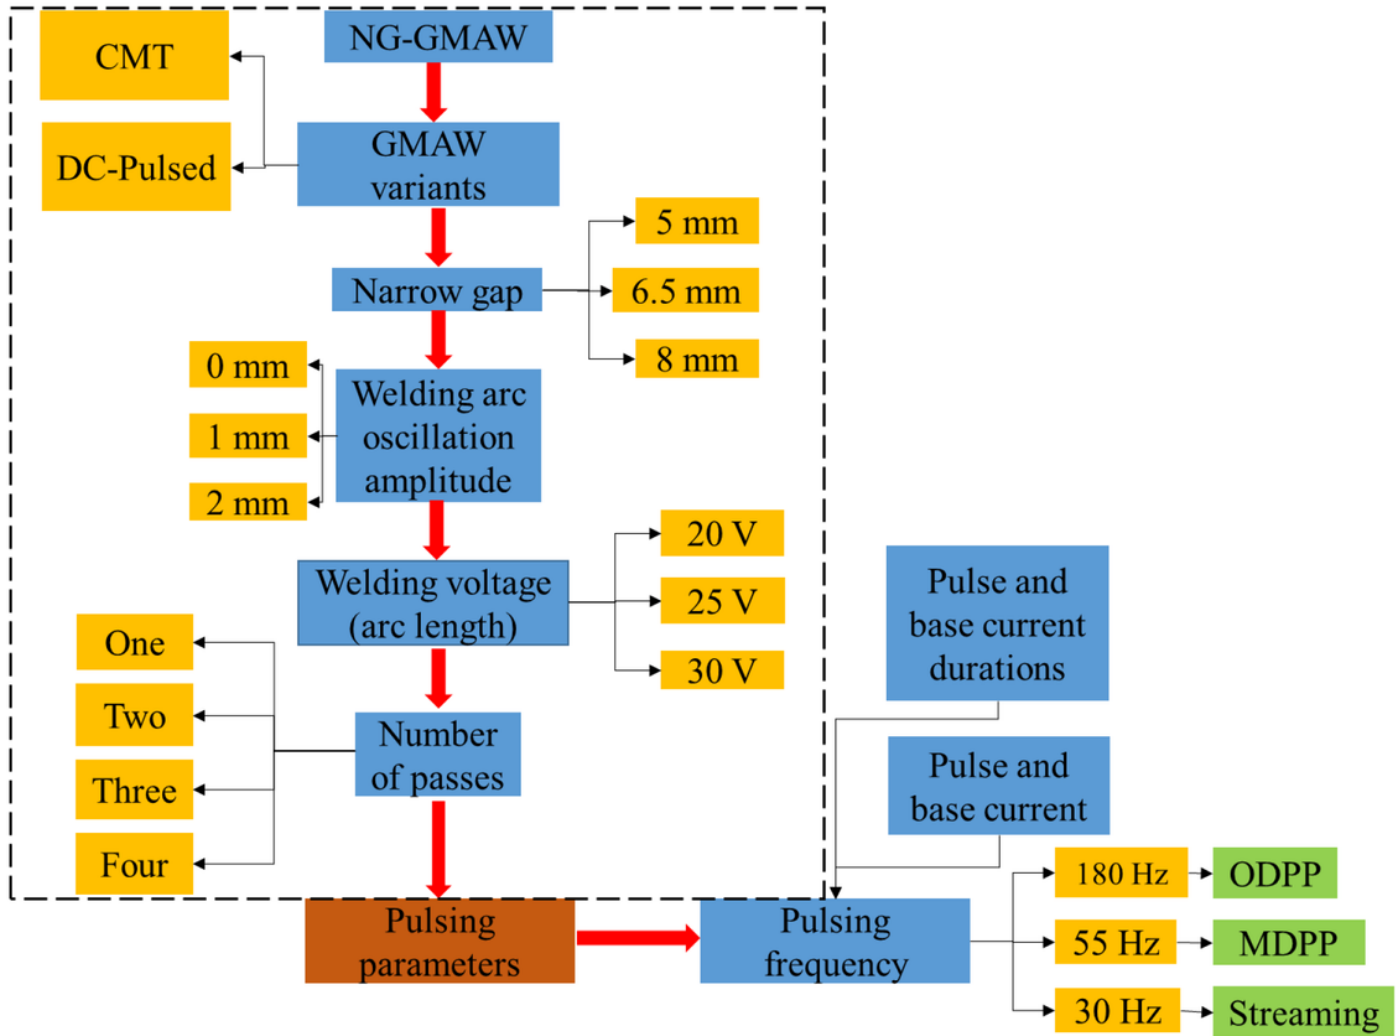 NG-GMAW
CMT
DC-Pulsed
GMAW
variants
5 mm
6.5 mm
8 mm
Narrow gap
0 mm
1 mm
2 mm
Welding arc
oscillation
amplitude
20 V
25 V
30 V
Welding voltage
(arc length)
One
Two
Three
Four
Number
of passes
Pulse and
base current
durations
Pulse and
base current
Pulsing
parameters
Pulsing
frequency
180 Hz
ODPP
55 Hz
MDPP
30 Hz
Streaming